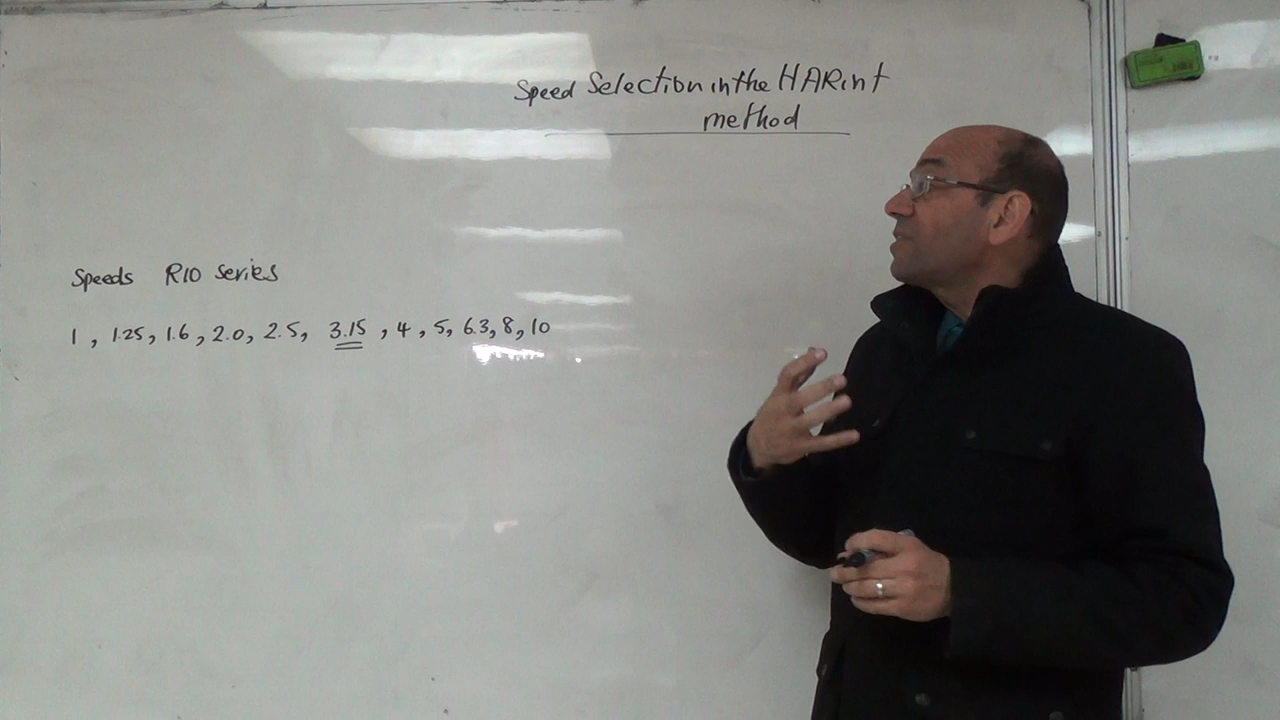 Speed Selection in the HARint
method
Speeds R10 Series
1, 1.25, 1.6, 2.0, 2.5, 3.15, 4, 5, 6.3, 8, 10